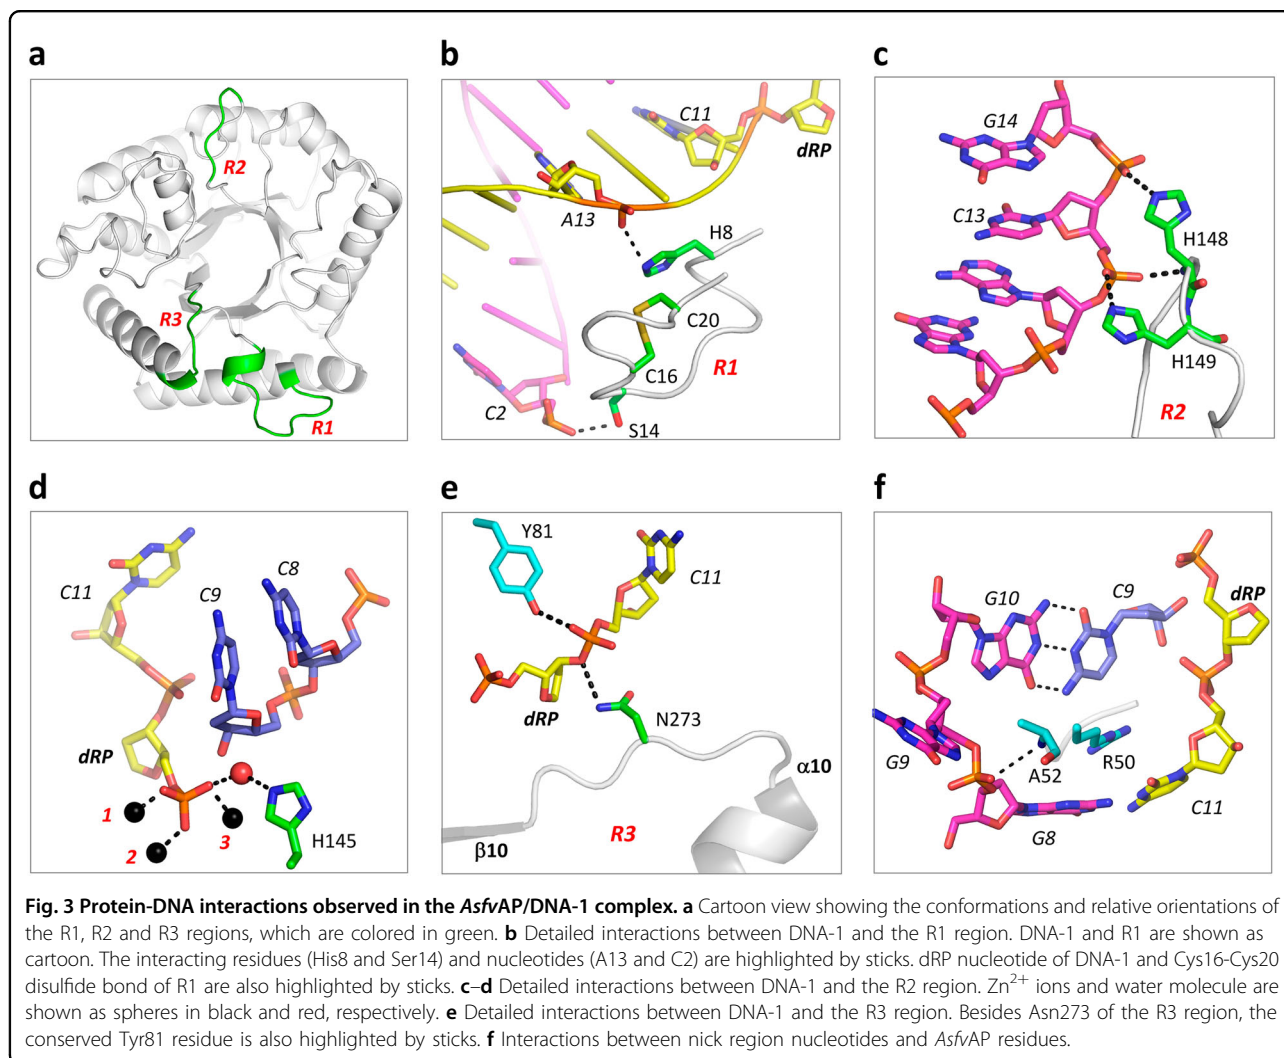 a
R2
R3
R1
b
C11
dRP
A13
H8
C20
R1
C16
C2
S14
c
G14
C13
H148
H149
R2
d
C11
C9
C8
dRP
1
2
3
H145
e
Y81
C11
dRP
N273
α10
R3
β10
f
G10
C9
dRP
G9
A52
R50
C11
G8
Fig. 3 Protein-DNA interactions observed in the AsfvAP/DNA-1 complex. a Cartoon view showing the conformations and relative orientations of
the R1, R2 and R3 regions, which are colored in green. b Detailed interactions between DNA-1 and the R1 region. DNA-1 and R1 are shown as
cartoon. The interacting residues (His8 and Ser14) and nucleotides (A13 and C2) are highlighted by sticks. dRP nucleotide of DNA-1 and Cys16-Cys20
disulfide bond of R1 are also highlighted by sticks. c–d Detailed interactions between DNA-1 and the R2 region. Zn2+ ions and water molecule are
shown as spheres in black and red, respectively. e Detailed interactions between DNA-1 and the R3 region. Besides Asn273 of the R3 region, the
conserved Tyr81 residue is also highlighted by sticks. f Interactions between nick region nucleotides and AsfvAP residues.